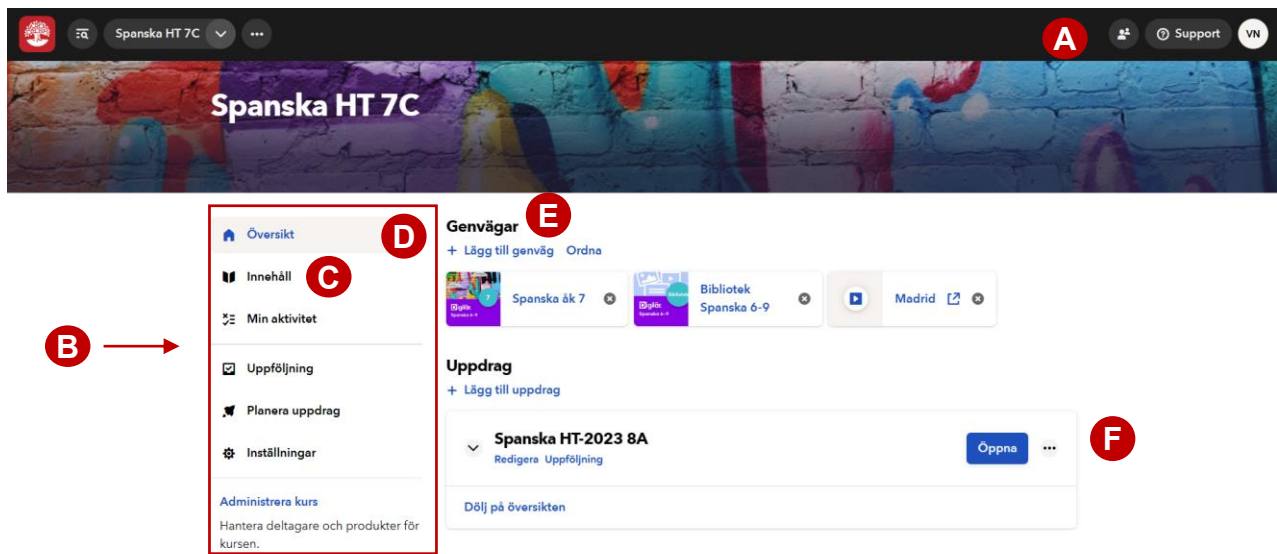 Spanska HT 7C
A
Support
VN
Spanska HT 7C
B
Översikt
D
Innehåll
C
Min aktivitet
Uppföljning
Planera uppdrag
Inställningar
Administrera kurs
Hantera deltagare och produkter för
kursen.
Genvägar
E
+ Lägg till genväg Ordna
7
Spanska åk 7
Bibliotek
Spanska 6-9
Madrid
Uppdrag
+ Lägg till uppdrag
Spanska HT-2023 8A
Redigera Uppföljning
Öppna
F
Dölj på översikten